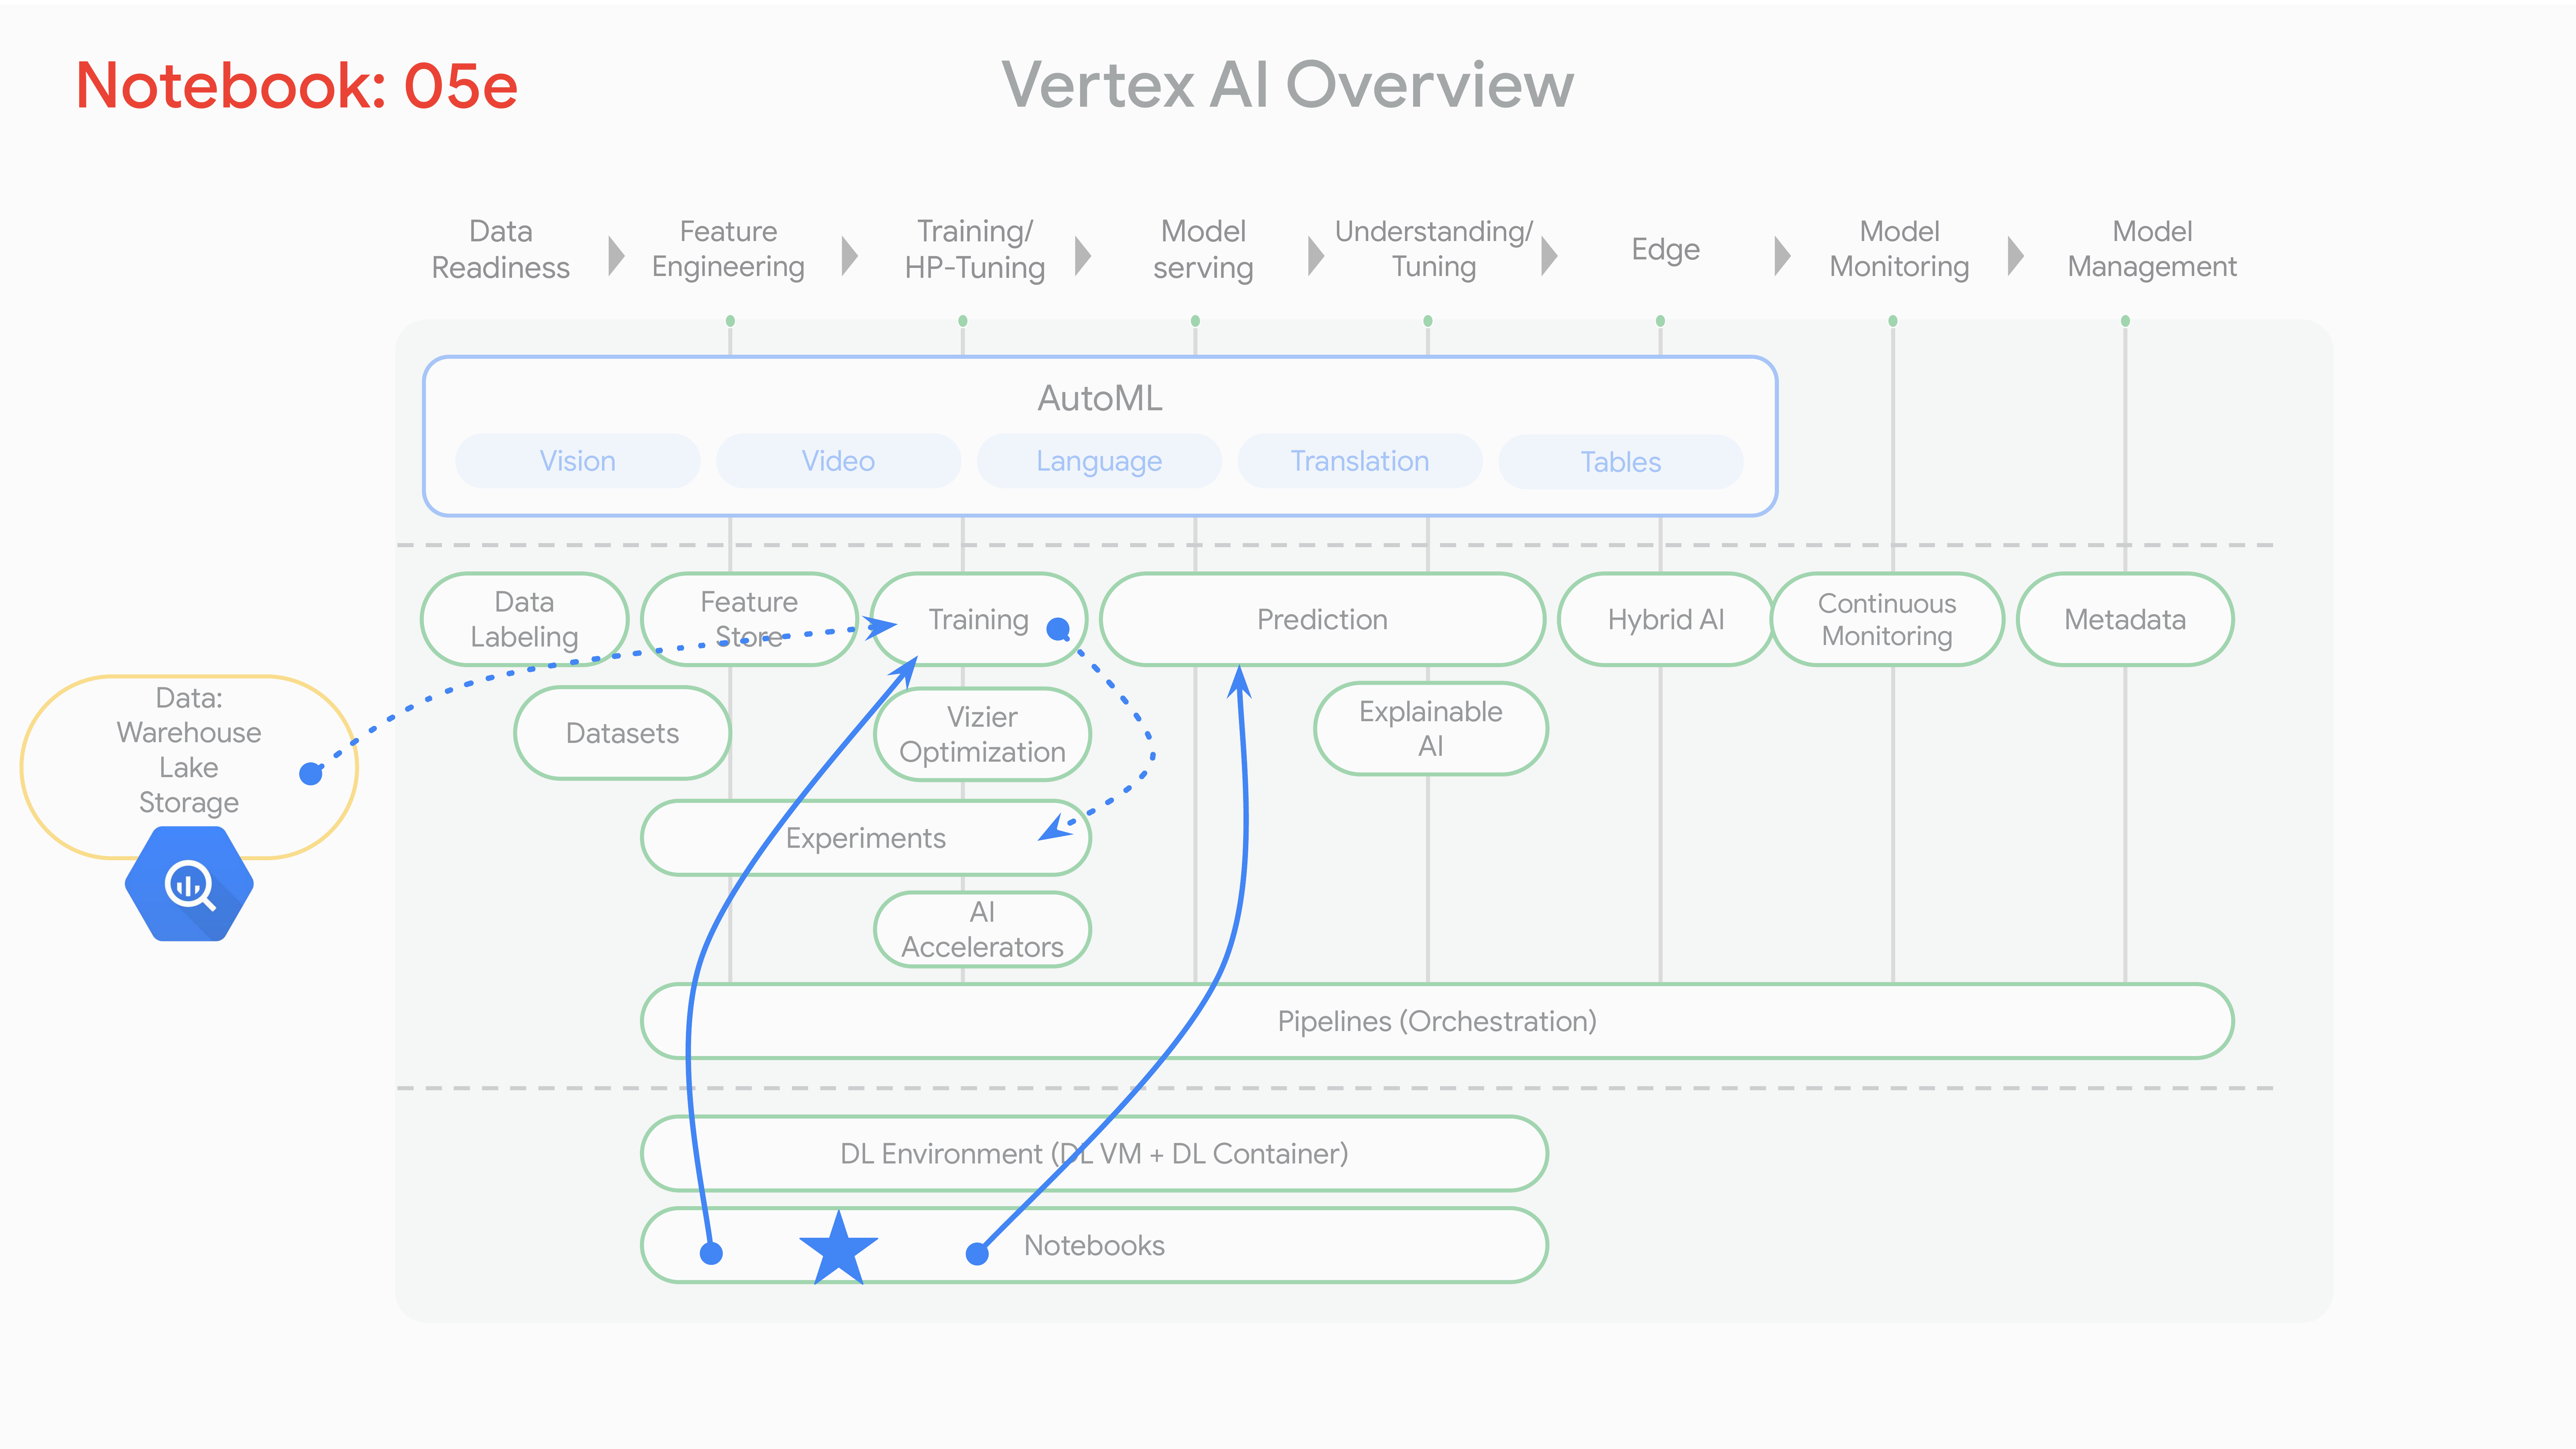 Notebook: 05e
Vertex AI Overview
Data
Readiness
Feature
Engineering
Training/
HP-Tuning
Model
serving
Understanding/
Tuning
Edge
Model
Monitoring
Model
Management
AutoML
Vision
Video
Language
Translation
Tables
Data
Labeling
Feature
Store
Training
Prediction
Hybrid AI
Continuous
Monitoring
Metadata
Data:
Warehouse
Lake
Storage
Datasets
Vizier
Optimization
Explainable
AI
Experiments
AI
Accelerators
Pipelines (Orchestration)
DL Environment (DL VM + DL Container)
Notebooks